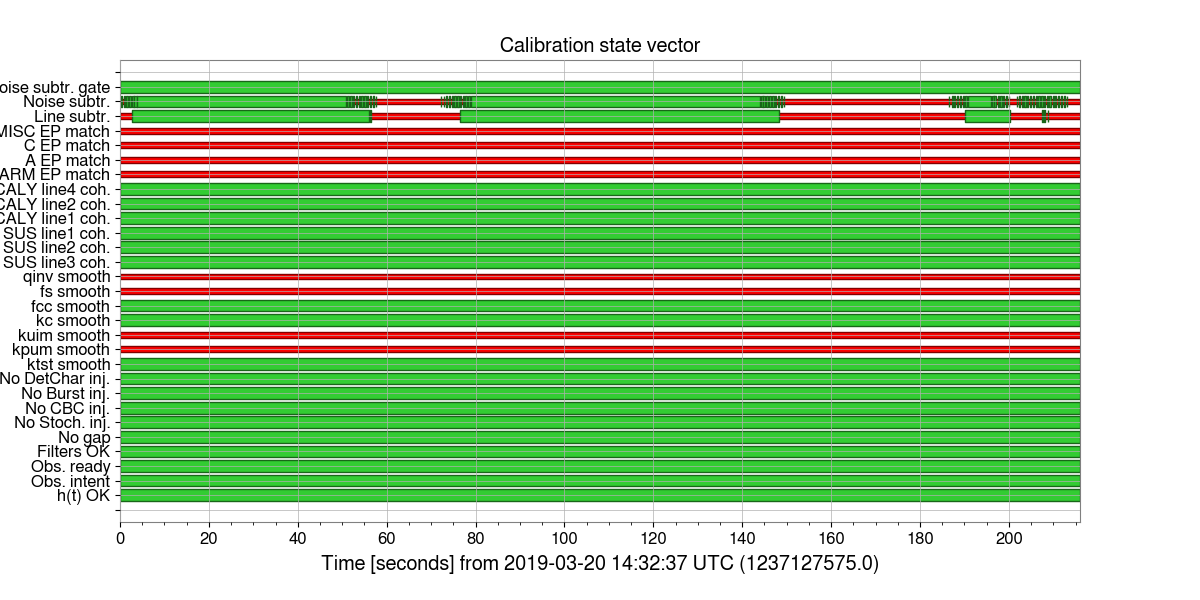 Calibration state vector
oise subtr. gate
Noise subtr.
Line subtr.
MISC EP match
C EP match
A EP match
ARM EP match
CALY line4 coh.
CALY line2 coh.
CALY line1 coh.
SUS line1 coh.
SUS line2 coh.
SUS line3 coh.
qinv smooth
fs smooth
fcc smooth
kc smooth
kuim smooth
kpum smooth
ktst smooth
No DetChar inj.
No Burst inj.
No CBC inj.
No Stoch. inj.
No gap
Filters OK
Obs. ready
Obs. intent
h(t) OK
0 20 40 60 80 100 120 140 160 180 200
Time [seconds] from 2019-03-20 14:32:37 UTC (1237127575.0)